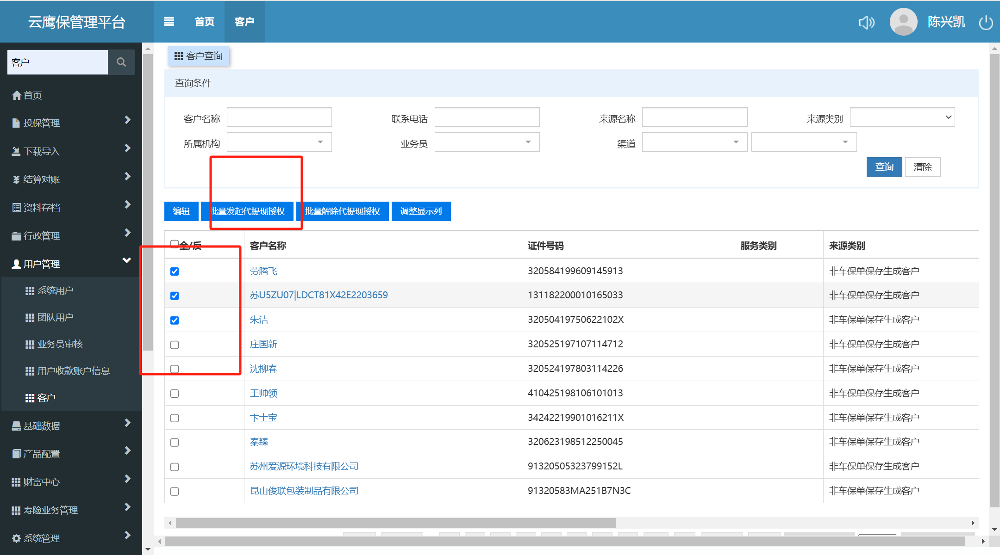 云鹰保管理平台
首页
客户
陈兴凯
客户
首页
投保管理
下载导入
结算对账
资料存档
行政管理
用户管理
系统用户
团队用户
业务员审核
用户收款账户信息
客户
基础数据
产品配置
财富中心
寿险业务管理
系统管理
客户查询
查询条件
客户名称 联系电话 来源名称 来源类别
所属机构 业务员 渠道
查询 清除
编辑 批量发起代提现授权 批量解除代提现授权 调整显示列
全/反 客户名称 证件号码 服务类别 来源类别
劳腾飞 320584199609145913 非车保单保存生成客户
苏U5ZU07|LDCT81X42E2203659 131182200010165033 非车保单保存生成客户
朱洁 32050419750622102X 非车保单保存生成客户
庄国新 320525197107114712 非车保单保存生成客户
沈柳春 320524197803114226 非车保单保存生成客户
王帅领 410425198106101013 非车保单保存生成客户
卞士宝 34242219901016211X 非车保单保存生成客户
秦臻 320623198512250045 非车保单保存生成客户
苏州爱源环境科技有限公司 91320505323799152L 非车保单保存生成客户
昆山俊联包装制品有限公司 91320583MA251B7N3C 非车保单保存生成客户